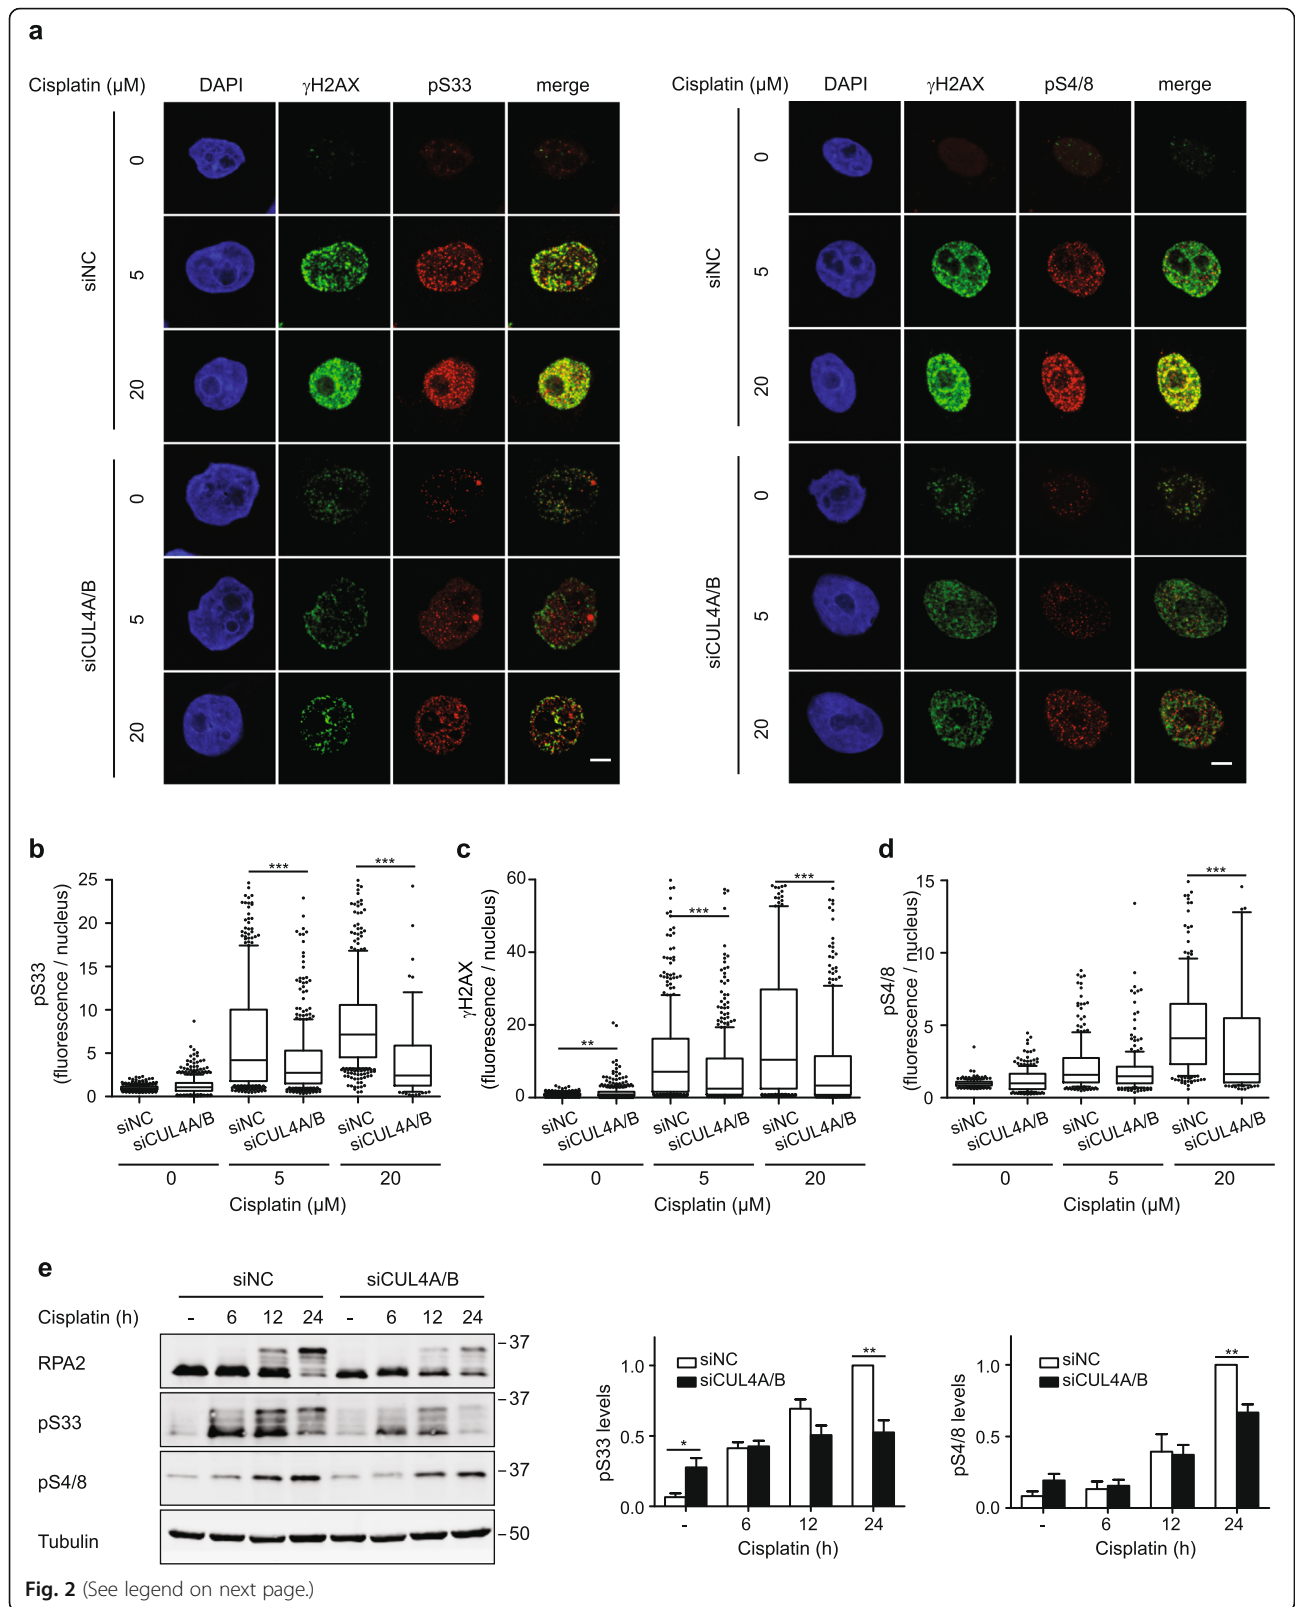 a
Cisplatin (µM) DAPI γH2AX pS33 merge
siNC
0
5
20
siCUL4A/B
0
5
20
Cisplatin (µM) DAPI γH2AX pS4/8 merge
siNC
0
5
20
siCUL4A/B
0
5
20
b
pS33
(fluorescence / nucleus)
25
20
15
10
5
0
*** ***
siNC siCUL4A/B siNC siCUL4A/B siNC siCUL4A/B
0 5 20
Cisplatin (µM)
c
γH2AX
(fluorescence / nucleus)
60
40
20
0
** *** ***
siNC siCUL4A/B siNC siCUL4A/B siNC siCUL4A/B
0 5 20
Cisplatin (µM)
d
pS4/8
(fluorescence / nucleus)
15
10
5
0
***
siNC siCUL4A/B siNC siCUL4A/B siNC siCUL4A/B
0 5 20
Cisplatin (µM)
e
siNC siCUL4A/B
Cisplatin (h) - 6 12 24 - 6 12 24
RPA2 -37
pS33 -37
pS4/8 -37
Tubulin -50
pS33 levels
1.0
0.5
0.0
siNC
siCUL4A/B
* **
- 6 12 24
Cisplatin (h)
pS4/8 levels
1.0
0.5
0.0
siNC
siCUL4A/B
**
- 6 12 24
Cisplatin (h)
Fig. 2 (See legend on next page.)